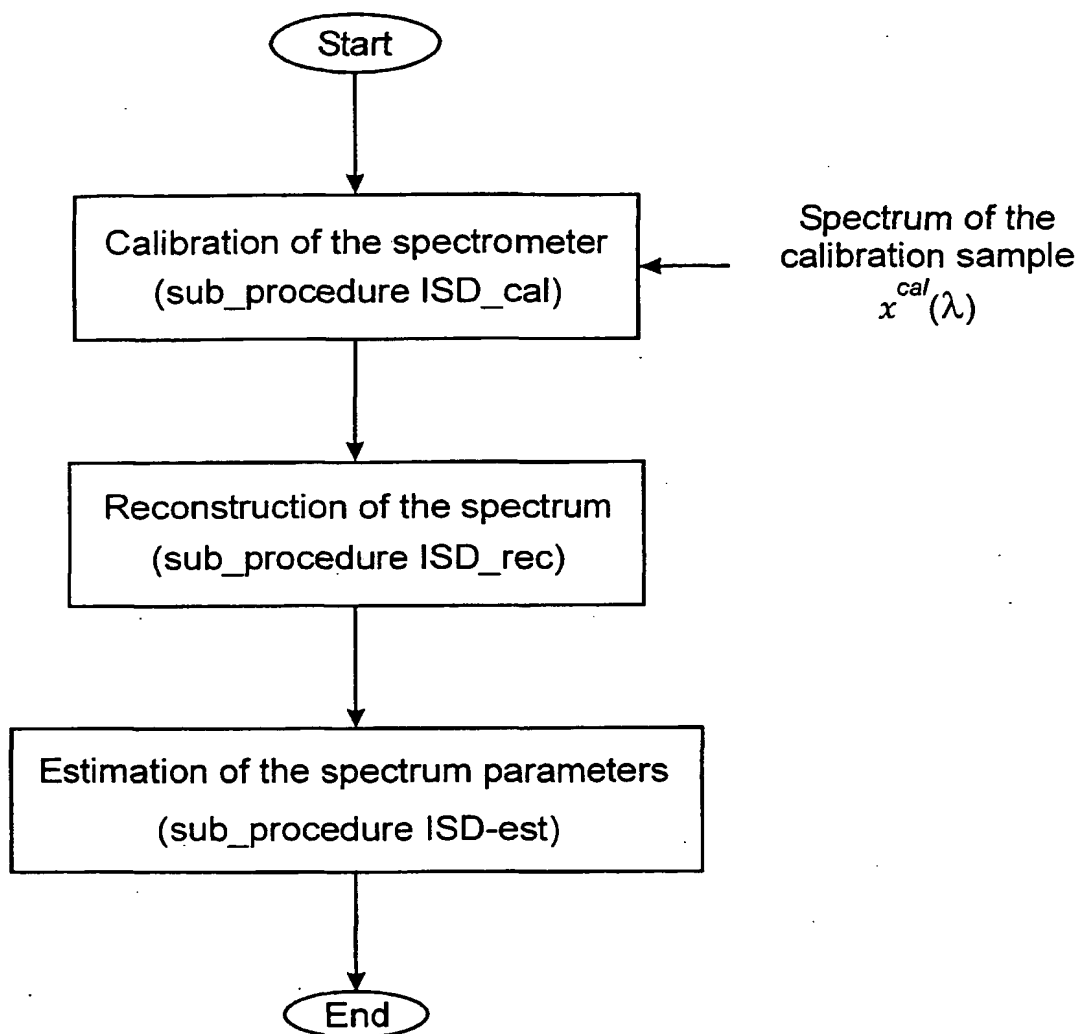 Start
Calibration of the spectrometer
(sub_procedure ISD_cal)
Spectrum of the
calibration sample
x^cal(λ)
Reconstruction of the spectrum
(sub_procedure ISD_rec)
Estimation of the spectrum parameters
(sub_procedure ISD-est)
End